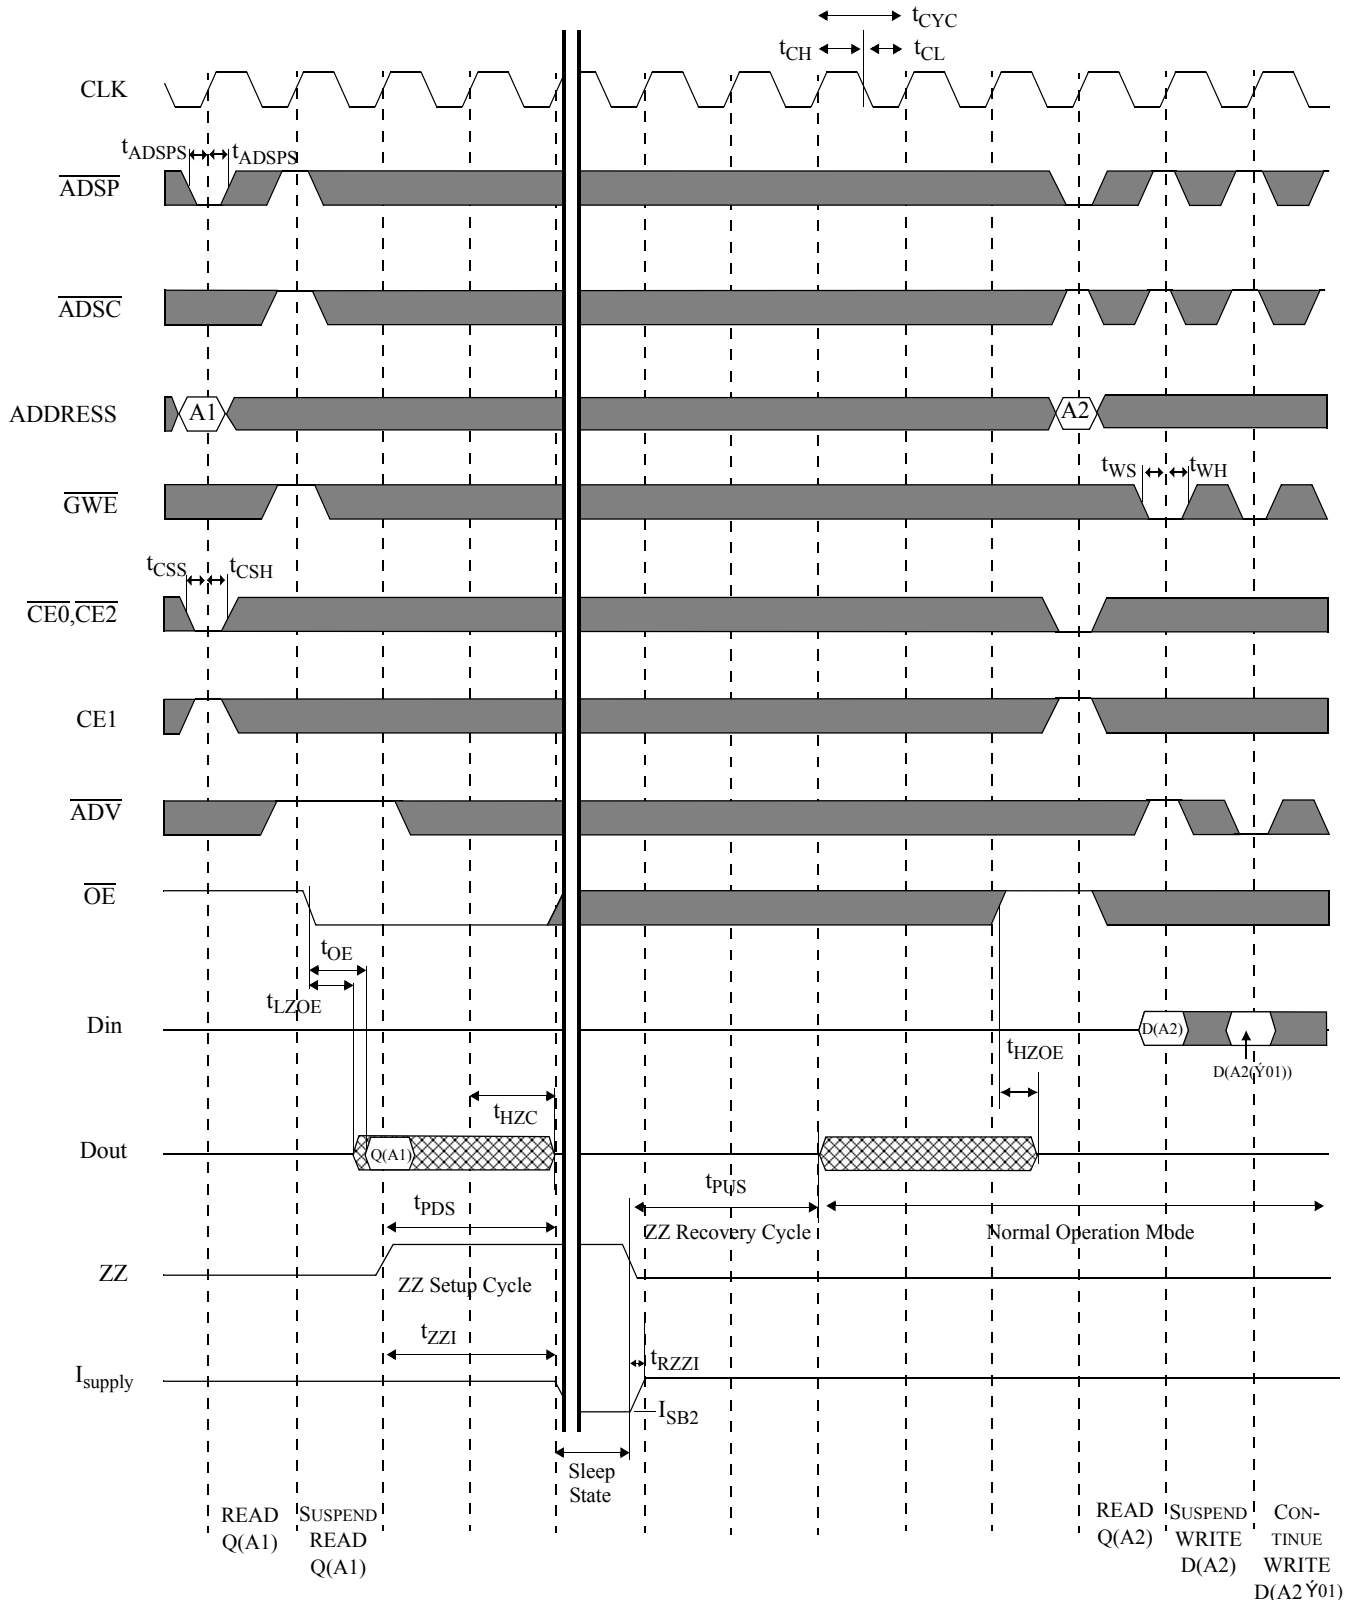 tCYC
tCH tCL
CLK
tADSPS tADSPS
ADSP
ADSC
ADDRESS A1 A2
tWS tWH
GWE
tCSS tCSH
CE0,CE2
CE1
ADV
OE
tOE
tLZOE
Din D(A2)
tHZOE
D(A2(Ý01))
tHZC
Dout Q(A1)
tPUS
tPDS
ZZ Recovery Cycle Normal Operation Mode
ZZ
ZZ Setup Cycle
tZZI
tRZZI
Isupply
ISB2
Sleep
State
READ
Q(A1)
SUSPEND
READ
Q(A1)
READ
Q(A2)
SUSPEND
WRITE
D(A2)
CON-
TINUE
WRITE
D(A2Ý01)